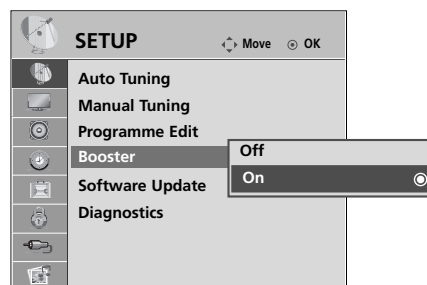 SETUP Move OK
Auto Tuning
Manual Tuning
Programme Edit
Booster
Off
On
Software Update
Diagnostics